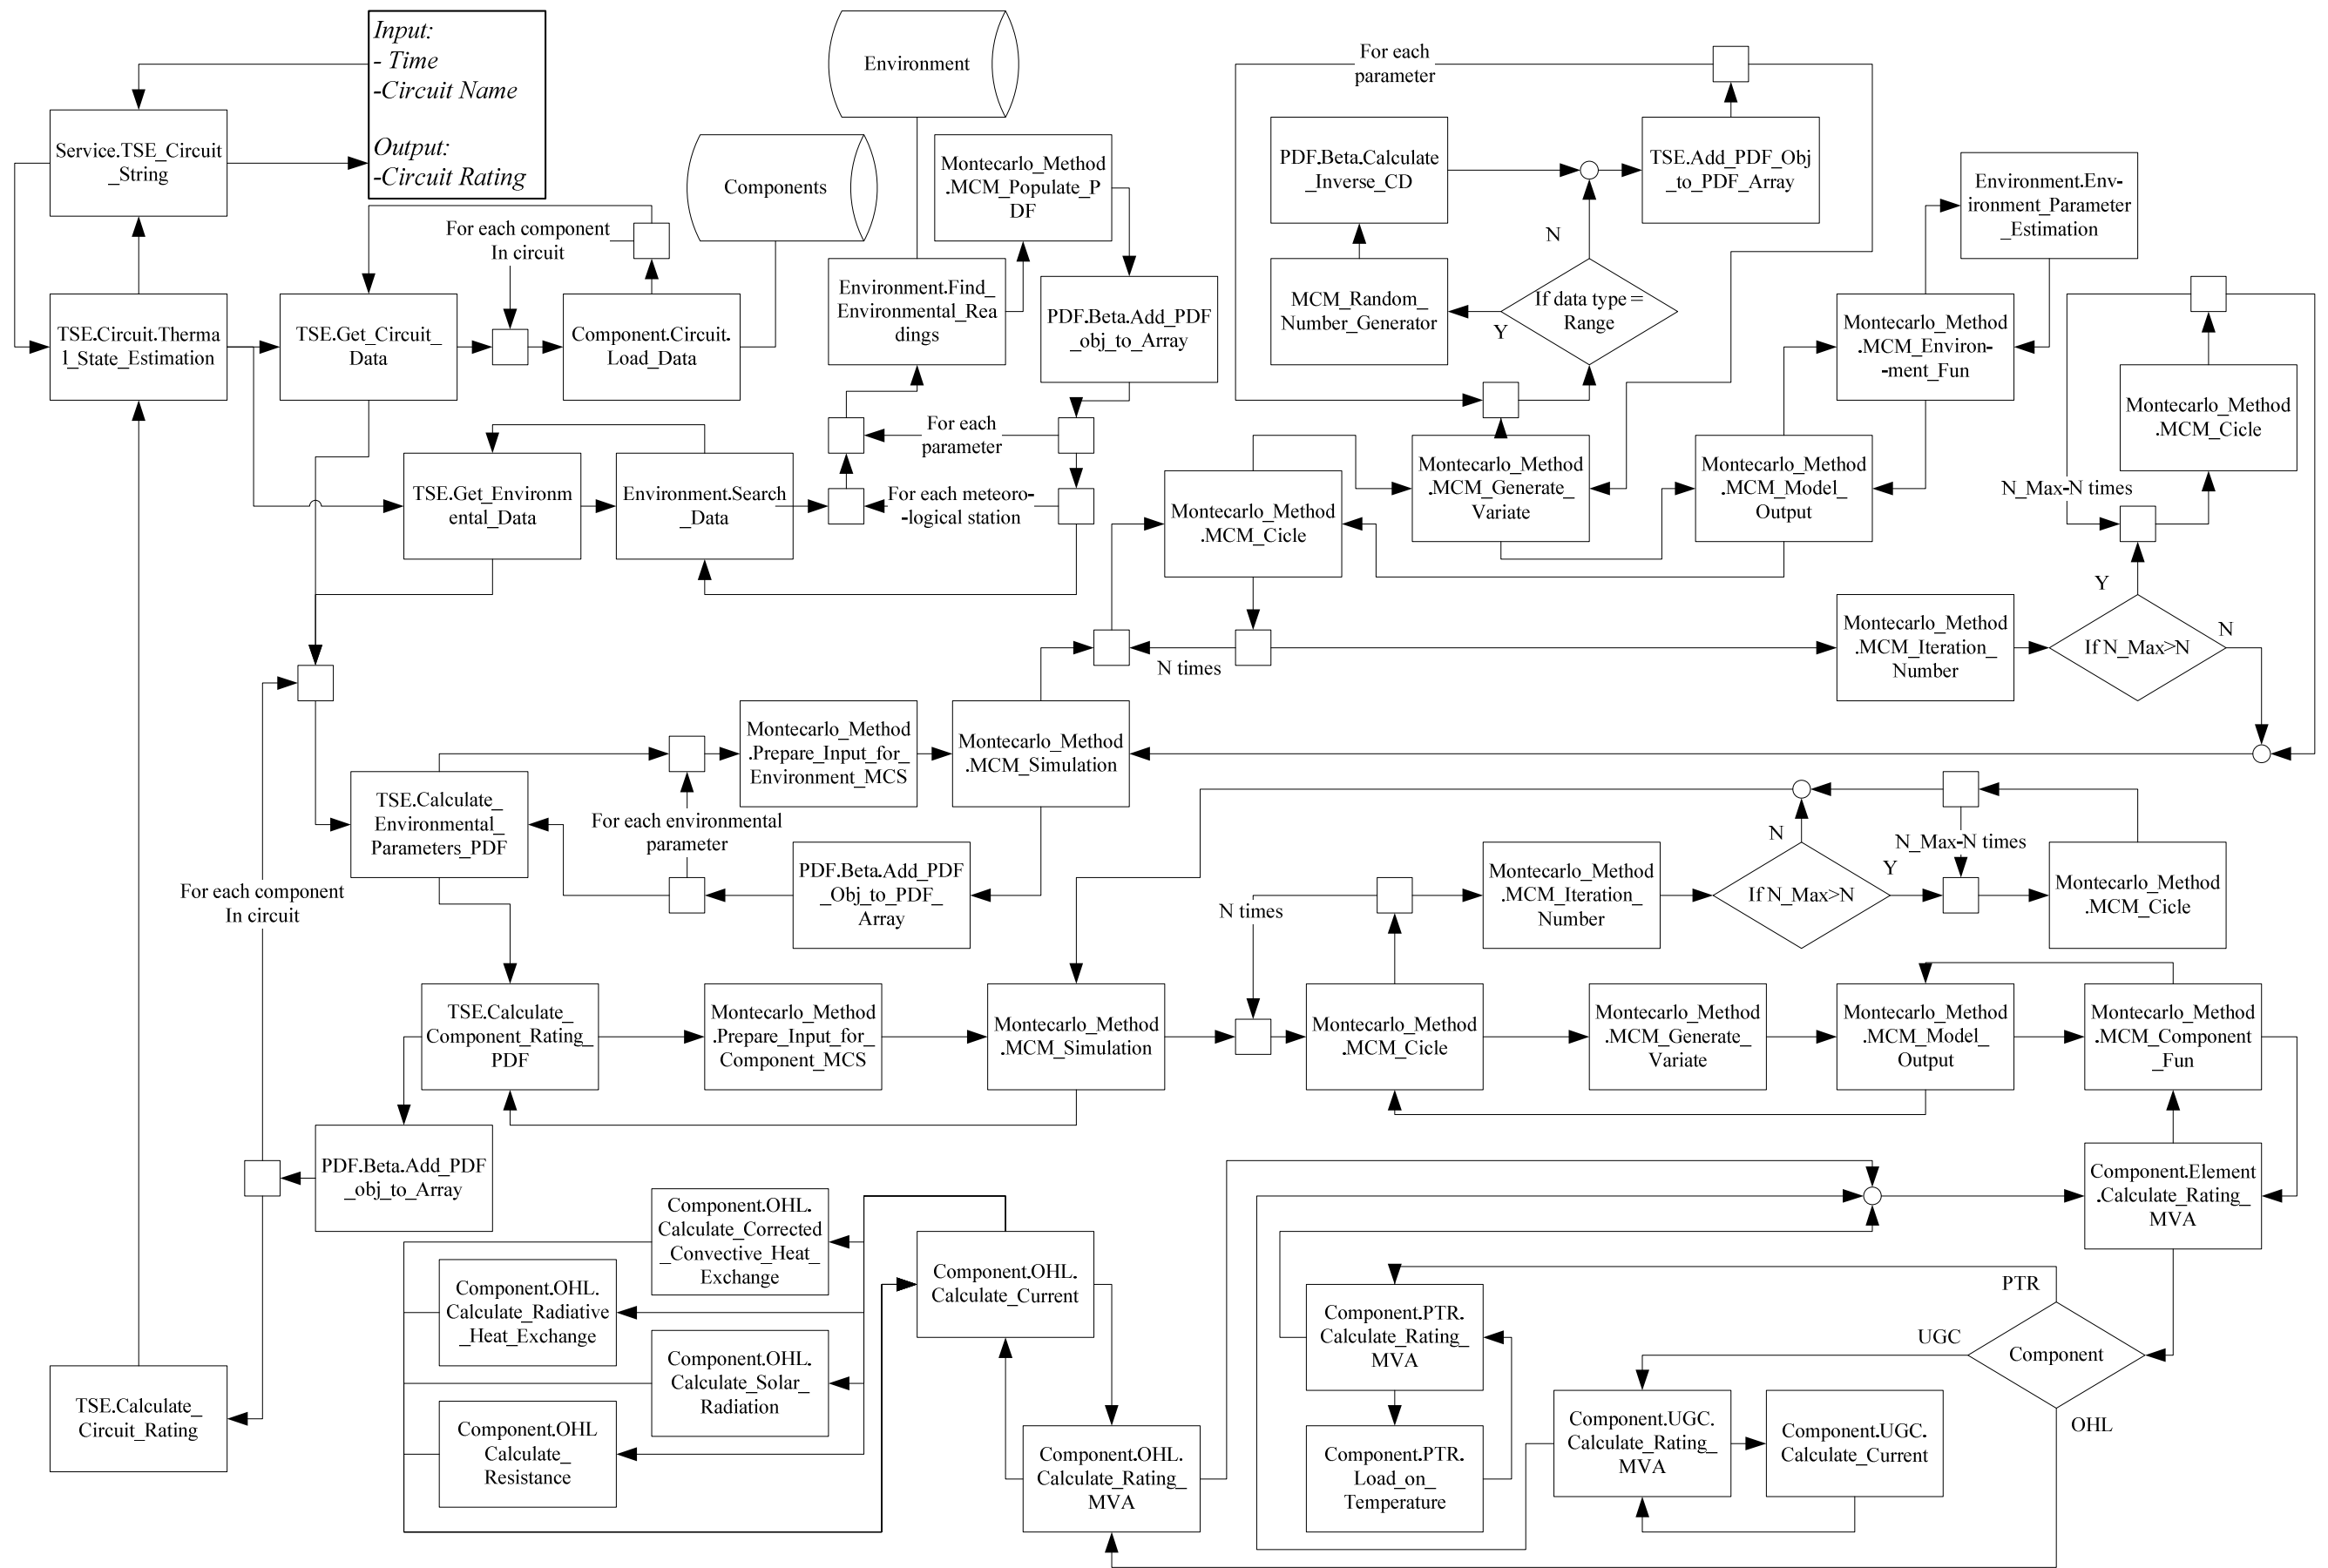 Input:
- Time
-Circuit Name
Output:
-Circuit Rating
Service.TSE_Circuit
_String
TSE.Circuit.Therma
l_State_Estimation
TSE.Get_Circuit_
Data
For each component
In circuit
Component.Circuit.
Load_Data
Components
Environment
Environment.Find_
Environmental_Rea
dings
Montecarlo_Method
.MCM_Populate_P
DF
PDF.Beta.Add_PDF
_obj_to_Array
For each
parameter
For each meteoro-
-logical station
TSE.Get_Environm
ental_Data
Environment.Search
_Data
For each
parameter
PDF.Beta.Calculate
_Inverse_CD
TSE.Add_PDF_Obj
_to_PDF_Array
MCM_Random_
Number_Generator
N
If data type =
Range
Y
Environment.Envi-
ironment_Parameter
_Estimation
Montecarlo_Method
.MCM_Environ-
-ment_Fun
Montecarlo_Method
.MCM_Cicle
N_Max-N times
Montecarlo_Method
.MCM_Cicle
Montecarlo_Method
.MCM_Generate_
Variate
Montecarlo_Method
.MCM_Model_
Output
Y
N times
Montecarlo_Method
.MCM_Iteration_
Number
If N_Max>N
N
Montecarlo_Method
.Prepare_Input_for_
Environment_MCS
Montecarlo_Method
.MCM_Simulation
TSE.Calculate_
Environmental_
Parameters_PDF
For each environmental
parameter
PDF.Beta.Add_PDF
_Obj_to_PDF_
Array
For each component
In circuit
N times
Montecarlo_Method
.MCM_Iteration_
Number
N
If N_Max>N
Y
N_Max-N times
Montecarlo_Method
.MCM_Cicle
TSE.Calculate_
Component_Rating_
PDF
Montecarlo_Method
.Prepare_Input_for_
Component_MCS
Montecarlo_Method
.MCM_Simulation
Montecarlo_Method
.MCM_Cicle
Montecarlo_Method
.MCM_Generate_
Variate
Montecarlo_Method
.MCM_Model_
Output
Montecarlo_Method
.MCM_Component
_Fun
PDF.Beta.Add_PDF
_obj_to_Array
Component.OHL.
Calculate_Corrected
_Convective_Heat_
Exchange
Component.OHL.
Calculate_Radiative
_Heat_Exchange
Component.OHL.
Calculate_Solar_
Radiation
Component.OHL
Calculate_
Resistance
Component.OHL.
Calculate_Current
Component.OHL.
Calculate_Rating_
MVA
Component.PTR.
Calculate_Rating_
MVA
Component.PTR.
Load_on_
Temperature
Component.UGC.
Calculate_Rating_
MVA
Component.UGC.
Calculate_Current
Component.Element
.Calculate_Rating_
MVA
PTR
UGC
Component
OHL
TSE.Calculate_
Circuit_Rating